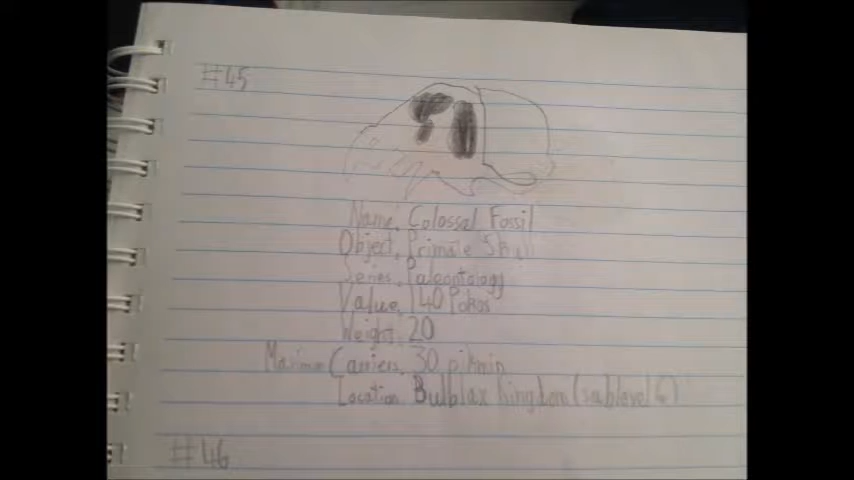 #45
Name. Colossal Fossil
Object. Primate Skull
Series. Paleontology
Value. 140 Pokos
Weight. 20
Maximum Carriers. 30 pikmin
Location. Bulblax Kingdom (sublevel 6)
#46